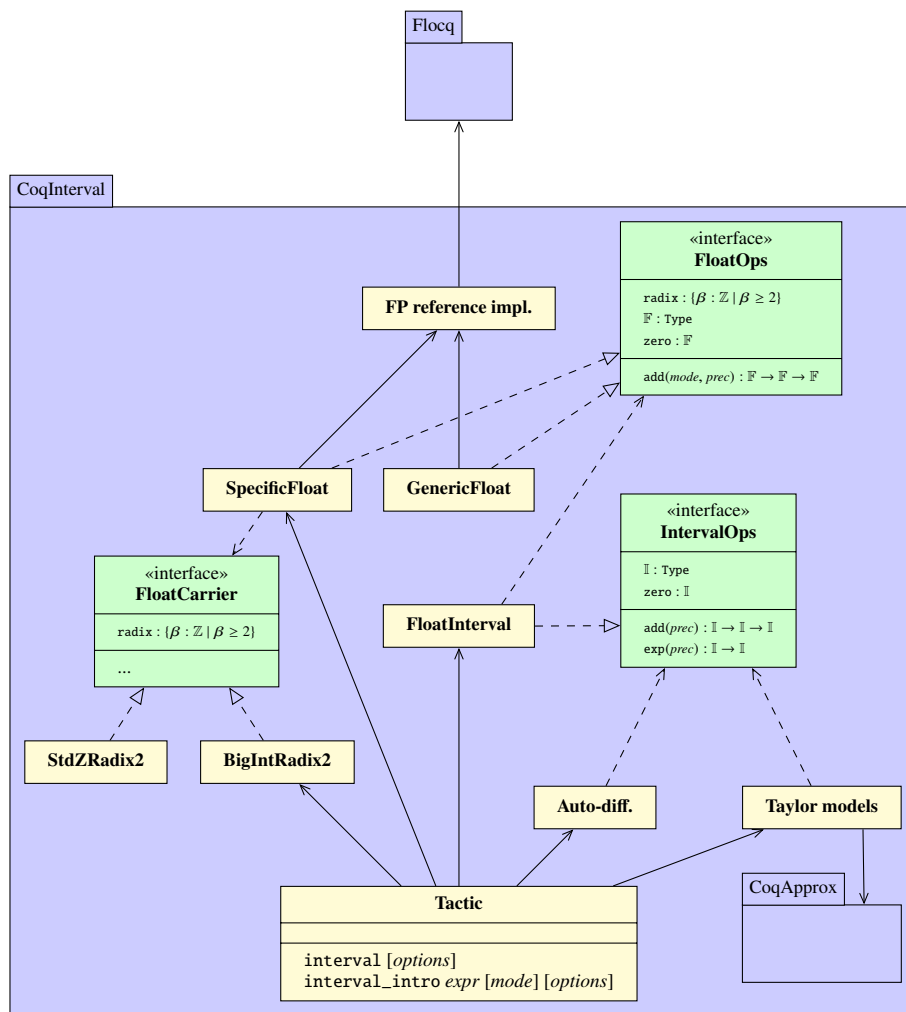 Flocq
CoqInterval
«interface»
FloatOps
radix : {β : ℤ | β ≥ 2}
𝔽 : Type
zero : 𝔽
add(mode, prec) : 𝔽 → 𝔽 → 𝔽
FP reference impl.
SpecificFloat
GenericFloat
«interface»
IntervalOps
𝕀 : Type
zero : 𝕀
add(prec) : 𝕀 → 𝕀 → 𝕀
exp(prec) : 𝕀 → 𝕀
«interface»
FloatCarrier
radix : {β : ℤ | β ≥ 2}
...
FloatInterval
StdZRadix2
BigIntRadix2
Auto-diff.
Taylor models
Tactic
interval [options]
interval_intro expr [mode] [options]
CoqApprox